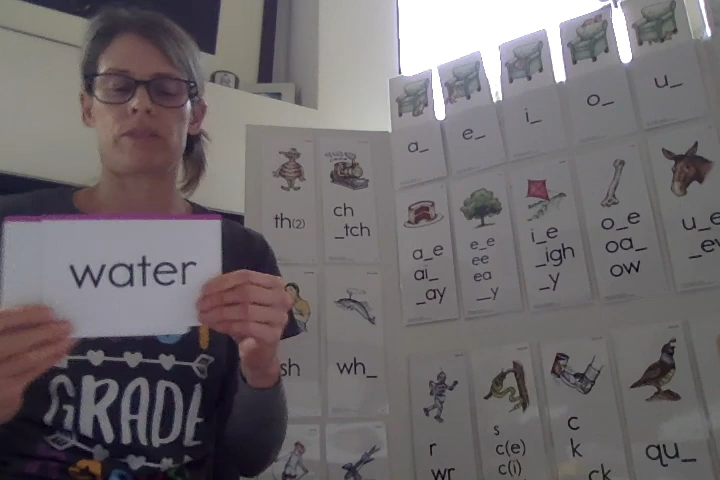 water
GRADE
th(2)
ch
_tch
sh
wh_
a_
e_
i_
o_
u_
a_e
ai_
_ay
e_e
ee
ea
_y
i_e
_igh
_y
o_e
oa_
ow
u_e
r
wr
s
c(e)
c(i)
c
k
ck
qu_